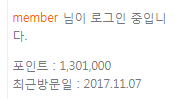 member 님이 로그인 중입니
다.
포인트 : 1,301,000
최근방문일 : 2017.11.07